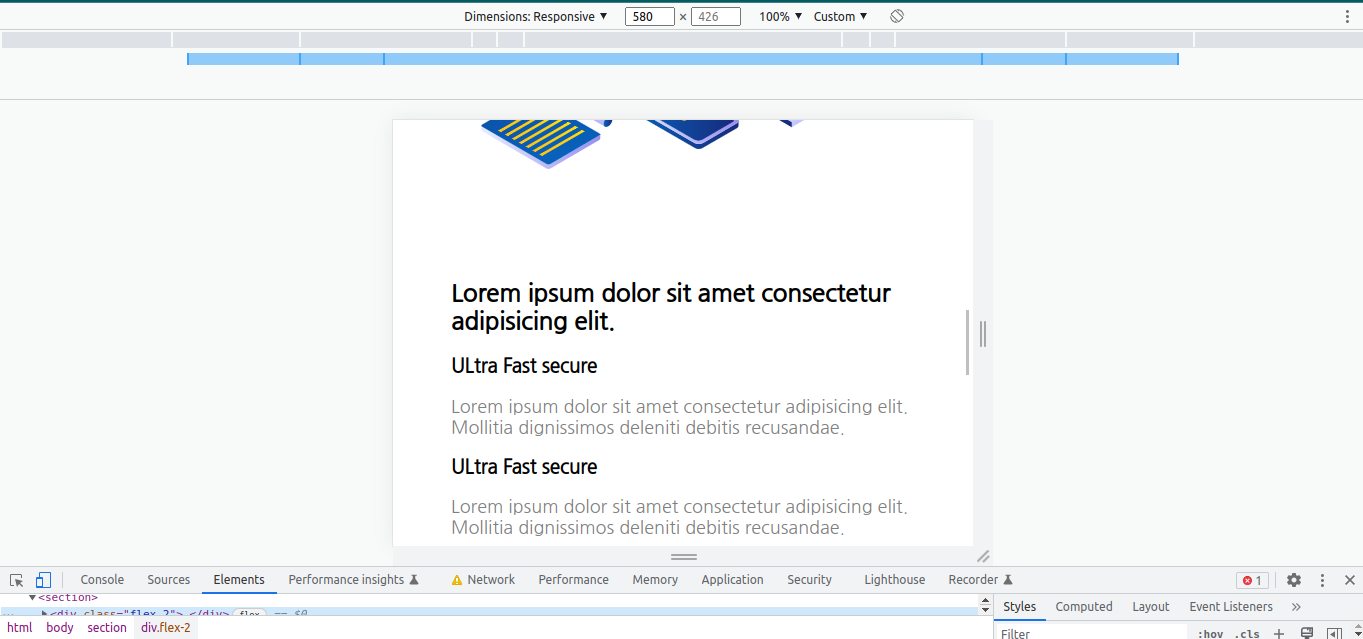 Dimensions: Responsive ▼ 580 × 426 100% ▼ Custom ▼
Lorem ipsum dolor sit amet consectetur
adipisicing elit.
ULtra Fast secure
Lorem ipsum dolor sit amet consectetur adipisicing elit.
Mollitia dignissimos deleniti debitis recusandae.
ULtra Fast secure
Lorem ipsum dolor sit amet consectetur adipisicing elit.
Mollitia dignissimos deleniti debitis recusandae.
Console Sources Elements Performance insights Network Performance Memory Application Security Lighthouse Recorder 1
▼<section>
… ▶<div class="flex-2"> </div> flex == $0
Styles Computed Layout Event Listeners »
html body section div.flex-2
Filter :hov .cls +